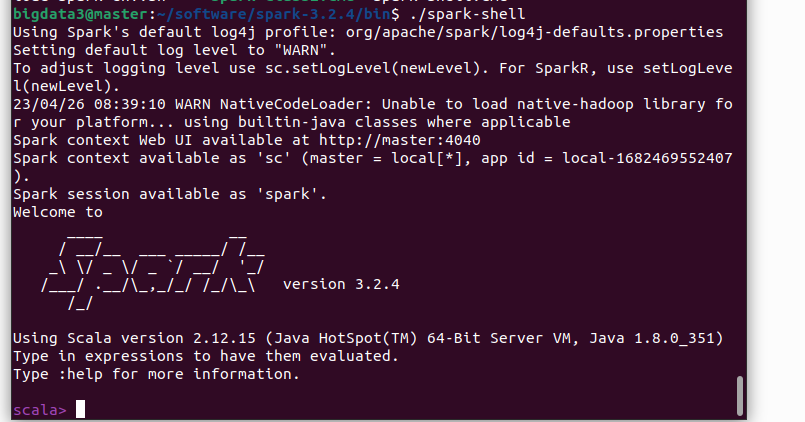 bigdata3@master:~/software/spark-3.2.4/bin$ ./spark-shell
Using Spark's default log4j profile: org/apache/spark/log4j-defaults.properties
Setting default log level to "WARN".
To adjust logging level use sc.setLogLevel(newLevel). For SparkR, use setLogLeve
l(newLevel).
23/04/26 08:39:10 WARN NativeCodeLoader: Unable to load native-hadoop library fo
r your platform... using builtin-java classes where applicable
Spark context Web UI available at http://master:4040
Spark context available as 'sc' (master = local[*], app id = local-1682469552407
).
Spark session available as 'spark'.
Welcome to
      ____              __
     / __/__  ___ _____/ /__
    _\ \/ _ \/ _ `/ __/  '_/
   /___/ .__/\_,_/_/ /_/\_\   version 3.2.4
      /_/
Using Scala version 2.12.15 (Java HotSpot(TM) 64-Bit Server VM, Java 1.8.0_351)
Type in expressions to have them evaluated.
Type :help for more information.
scala>